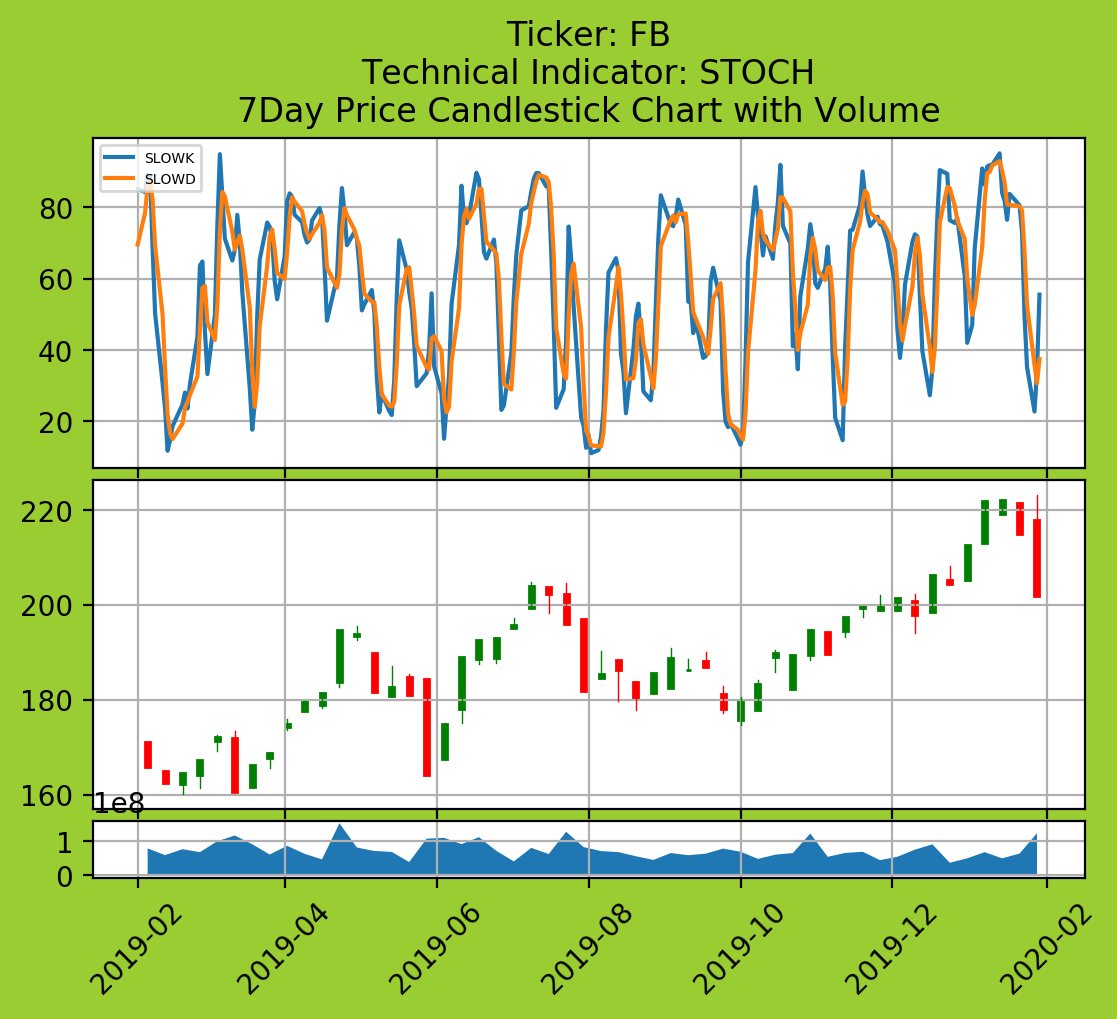 Ticker: FB
Technical Indicator: STOCH
7Day Price Candlestick Chart with Volume
SLOWK
SLOWD
80
60
40
20
220
200
180
160
1e8
1
0
2019-02
2019-04
2019-06
2019-08
2019-10
2019-12
2020-02